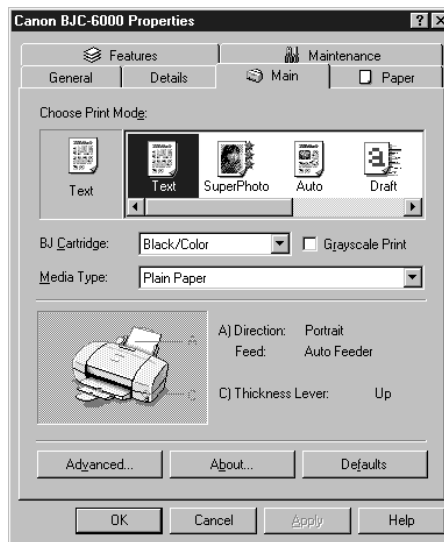 Canon BJC-6000 Properties
Features Maintenance
General Details Main Paper
Choose Print Mode:
Text Text SuperPhoto Auto Draft
BJ Cartridge: Black/Color Grayscale Print
Media Type: Plain Paper
A) Direction: Portrait
Feed: Auto Feeder
A
C) Thickness Lever: Up
C
Advanced... About... Defaults
OK Cancel Apply Help